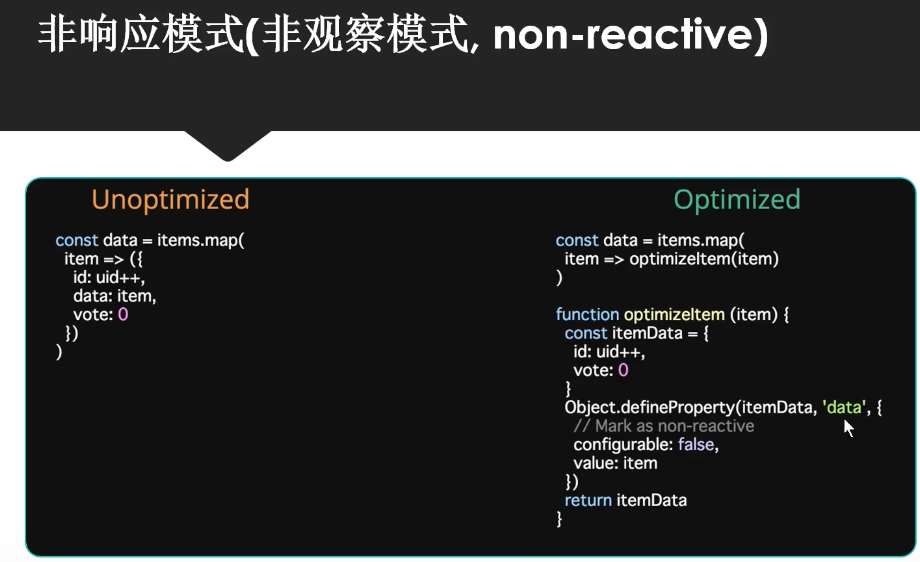 非响应模式(非观察模式, non-reactive)
Unoptimized
const data = items.map(
item => ({
id: uid++,
data: item,
vote: 0
})
)
Optimized
const data = items.map(
item => optimizeItem(item)
)
function optimizeItem (item) {
const itemData = {
id: uid++,
vote: 0
}
Object.defineProperty(itemData, 'data', {
// Mark as non-reactive
configurable: false,
value: item
})
return itemData
}